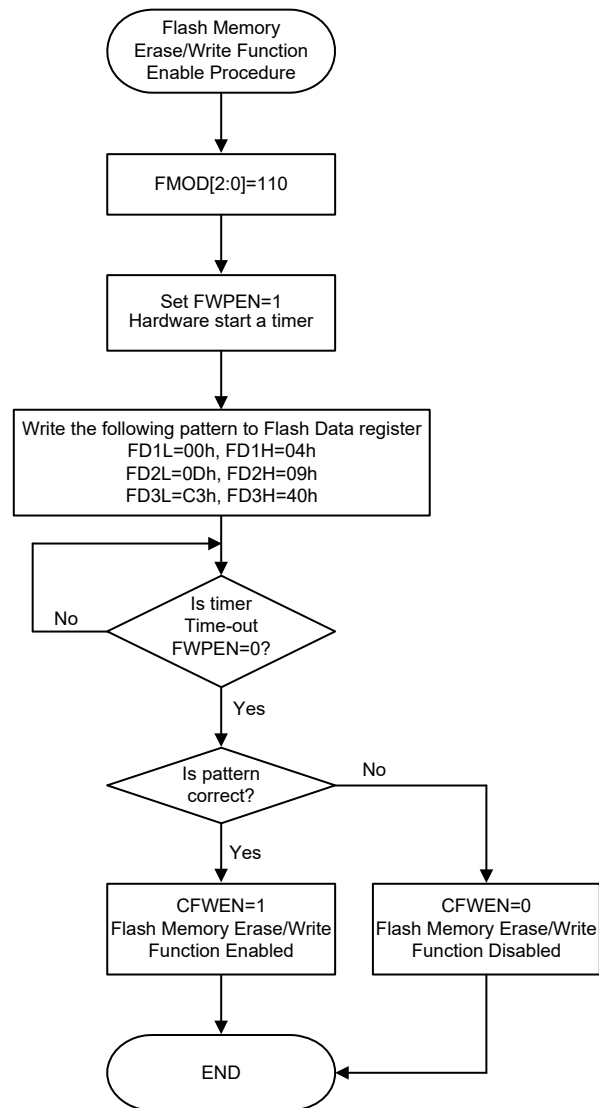 Flash Memory
Erase/Write Function
Enable Procedure
FMOD[2:0]=110
Set FWPEN=1
Hardware start a timer
Write the following pattern to Flash Data register
FD1L=00h, FD1H=04h
FD2L=0Dh, FD2H=09h
FD3L=C3h, FD3H=40h
Is timer
Time-out
FWPEN=0?
No
Yes
Is pattern
correct?
No
Yes
CFWEN=1
Flash Memory Erase/Write
Function Enabled
CFWEN=0
Flash Memory Erase/Write
Function Disabled
END